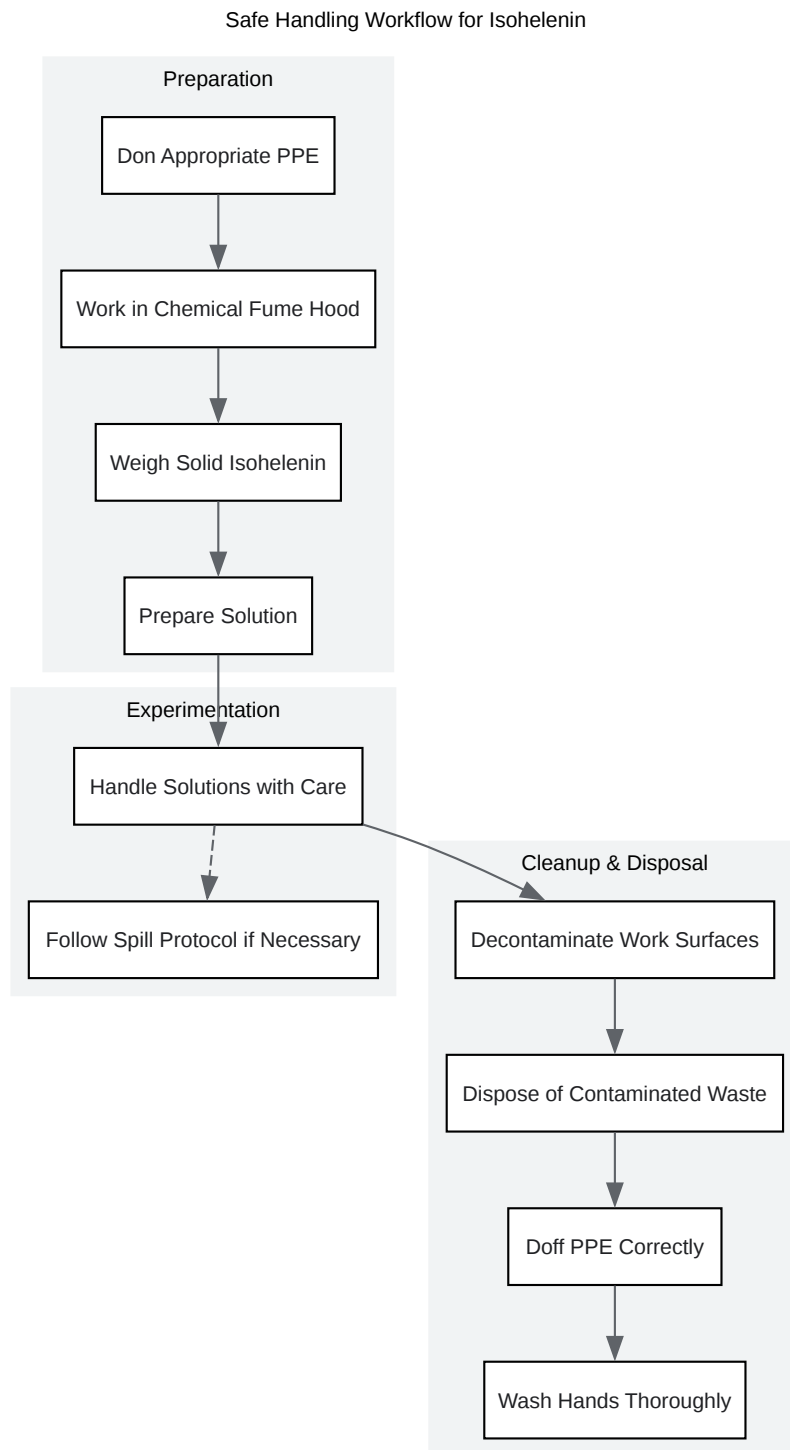 Safe Handling Workflow for Isohelenin
Preparation
Don Appropriate PPE
Work in Chemical Fume Hood
Weigh Solid Isohelenin
Prepare Solution
Experimentation
Handle Solutions with Care
Follow Spill Protocol if Necessary
Cleanup & Disposal
Decontaminate Work Surfaces
Dispose of Contaminated Waste
Doff PPE Correctly
Wash Hands Thoroughly